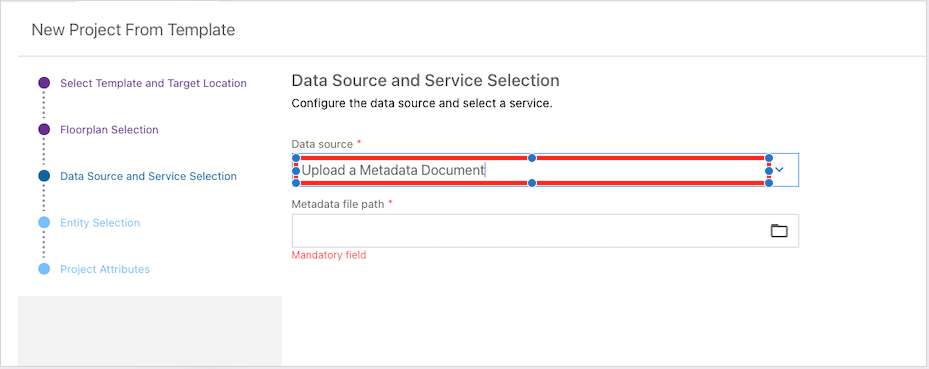 New Project From Template
Select Template and Target Location
Floorplan Selection
Data Source and Service Selection
Entity Selection
Project Attributes
Data Source and Service Selection
Configure the data source and select a service.
Data source *
Upload a Metadata Document
Metadata file path *
Mandatory field